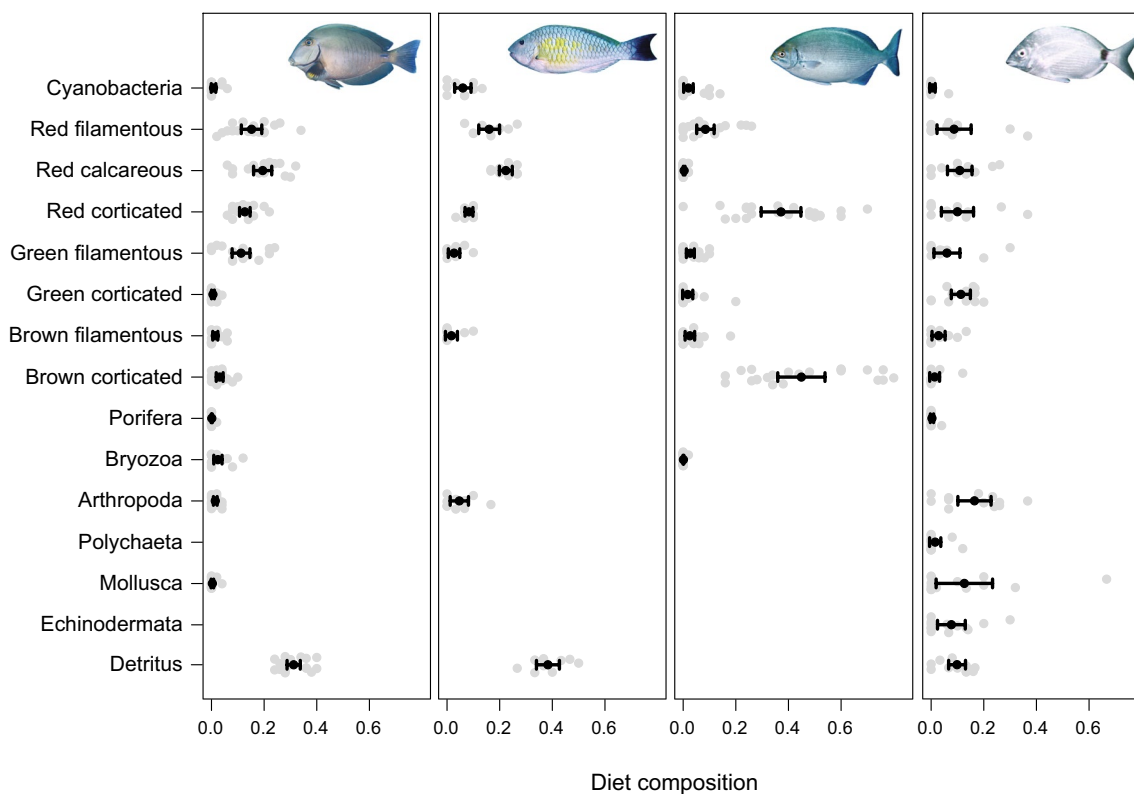 Cyanobacteria
Red filamentous
Red calcareous
Red corticated
Green filamentous
Green corticated
Brown filamentous
Brown corticated
Porifera
Bryozoa
Arthropoda
Polychaeta
Mollusca
Echinodermata
Detritus
0.0 0.2 0.4 0.6 0.0 0.2 0.4 0.6 0.0 0.2 0.4 0.6 0.0 0.2 0.4 0.6
Diet composition